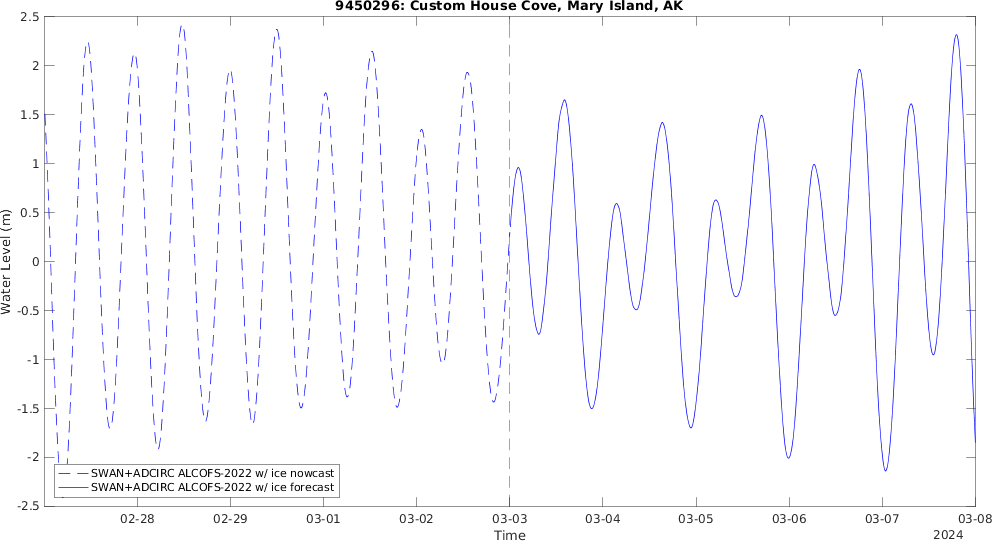 9450296: Custom House Cove, Mary Island, AK
2.5
2
1.5
1
0.5
0
-0.5
-1
-1.5
-2
-2.5
Water Level (m)
SWAN+ADCIRC ALCOFS-2022 w/ ice nowcast
SWAN+ADCIRC ALCOFS-2022 w/ ice forecast
02-28 02-29 03-01 03-02 03-03 03-04 03-05 03-06 03-07 03-08
Time
2024